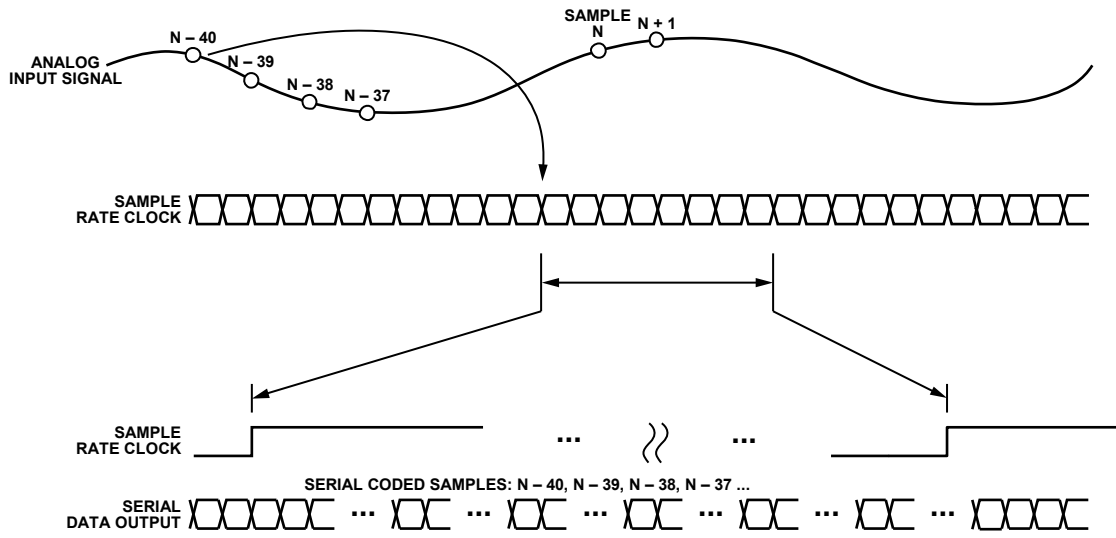 SAMPLE
N
N + 1
N – 40
N – 39
N – 38
N – 37
ANALOG
INPUT SIGNAL
SAMPLE
RATE CLOCK
SAMPLE
RATE CLOCK
...
...
SERIAL CODED SAMPLES: N – 40, N – 39, N – 38, N – 37 ...
SERIAL
DATA OUTPUT
... ... ... ... ... ...